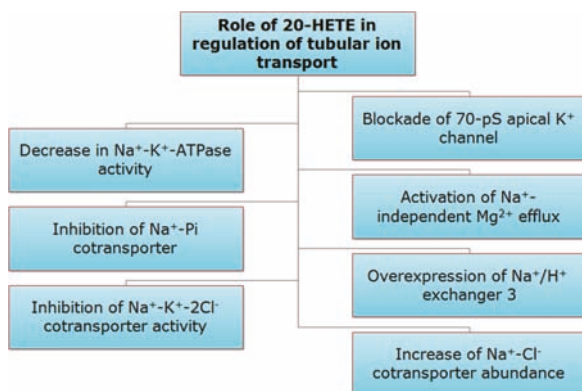 Role of 20-HETE in
regulation of tubular ion
transport
Decrease in Na⁺-K⁺-ATPase
activity
Inhibition of Na⁺-Pi
cotransporter
Inhibition of Na⁺-K⁺-2Cl⁻
cotransporter activity
Blockade of 70-pS apical K⁺
channel
Activation of Na⁺-
independent Mg²⁺ efflux
Overexpression of Na⁺/H⁺
exchanger 3
Increase of Na⁺-Cl⁻
cotransporter abundance